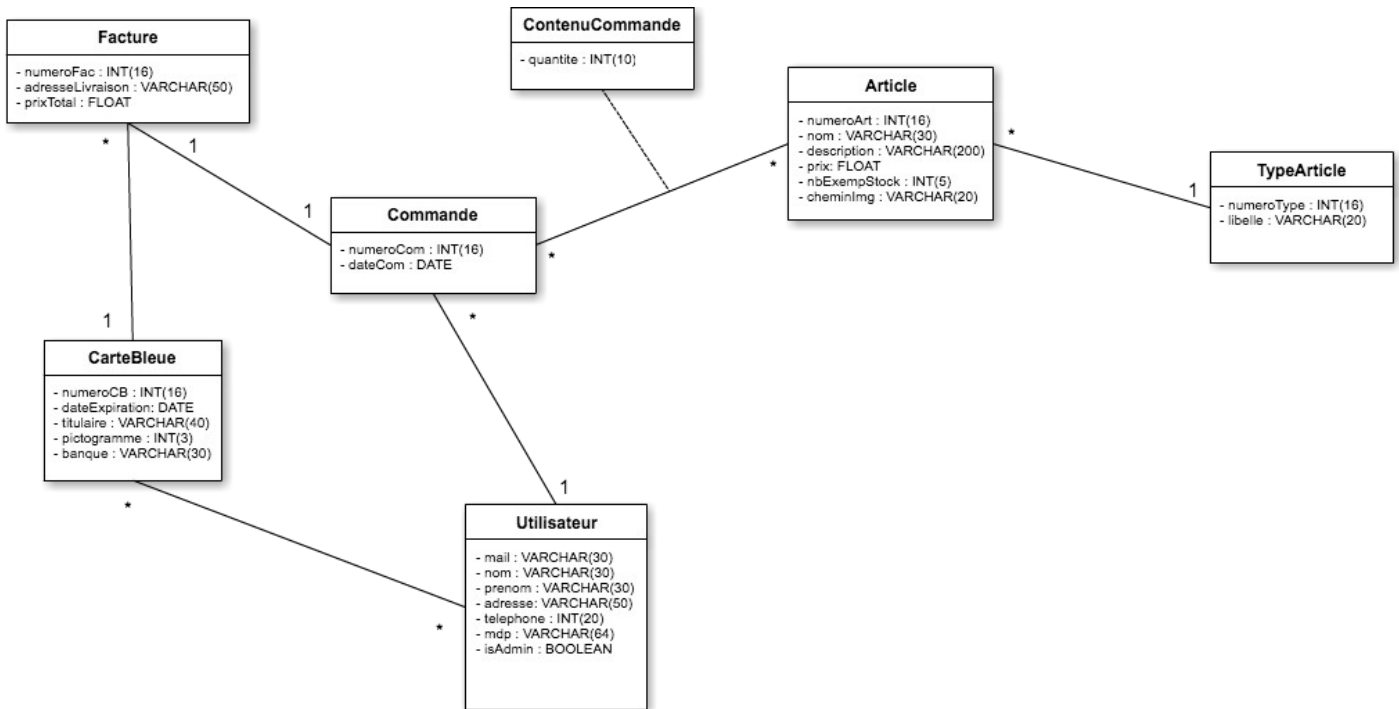 Facture
- numeroFac : INT(16)
- adresseLivraison : VARCHAR(50)
- prixTotal : FLOAT
*
1
ContenuCommande
- quantite : INT(10)
Article
- numeroArt : INT(16)
- nom : VARCHAR(30)
- description : VARCHAR(200)
- prix: FLOAT
- nbExempStock : INT(5)
- cheminImg : VARCHAR(20)
*
*
1
TypeArticle
- numeroType : INT(16)
- libelle : VARCHAR(20)
1
Commande
- numeroCom : INT(16)
- dateCom : DATE
*
*
1
CarteBleue
- numeroCB : INT(16)
- dateExpiration: DATE
- titulaire : VARCHAR(40)
- pictogramme : INT(3)
- banque : VARCHAR(30)
*
1
Utilisateur
- mail : VARCHAR(30)
- nom : VARCHAR(30)
- prenom : VARCHAR(30)
- adresse: VARCHAR(50)
- telephone : INT(20)
- mdp : VARCHAR(64)
- isAdmin : BOOLEAN
*